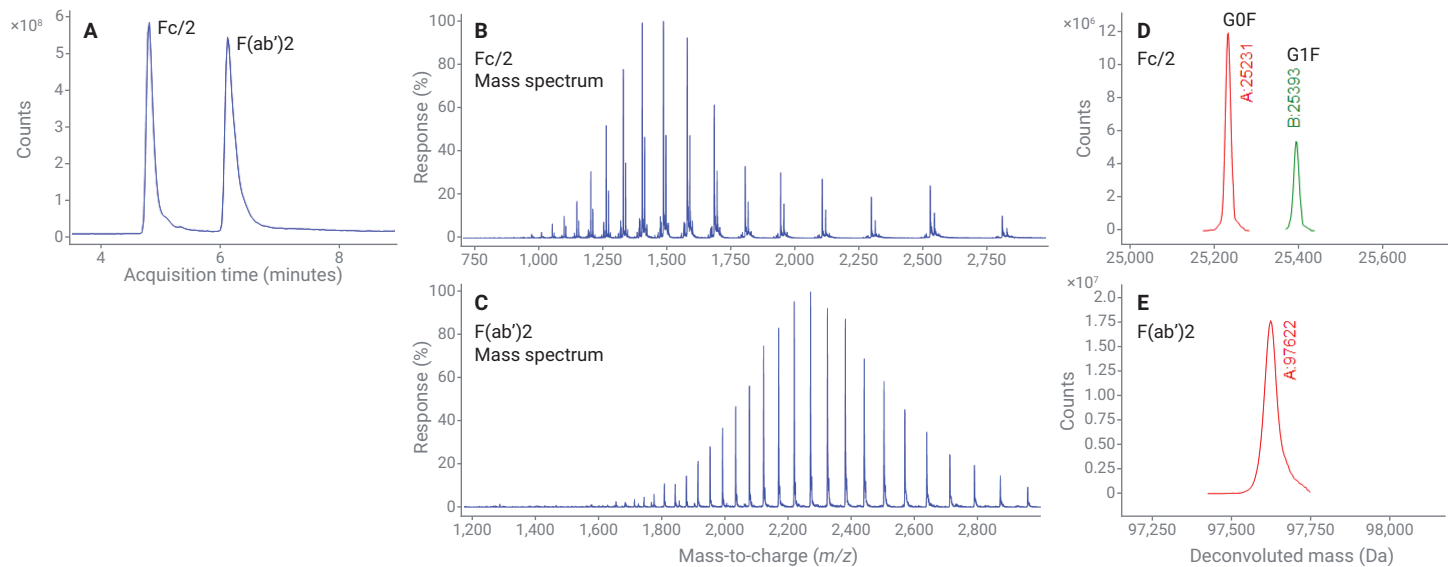 A
×10⁸
6
5
4
3
2
1
0
Counts
Fc/2
F(ab’)2
4
6
8
Acquisition time (minutes)
B
Fc/2
Mass spectrum
100
80
60
40
20
0
Response (%)
750
1,000
1,250
1,500
1,750
2,000
2,250
2,500
2,750
C
F(ab’)2
Mass spectrum
100
80
60
40
20
0
Response (%)
1,200
1,400
1,600
1,800
2,000
2,200
2,400
2,600
2,800
Mass-to-charge (m/z)
D
Fc/2
×10⁶
12
10
8
6
4
2
0
Counts
G0F
A:25231
G1F
B:25393
25,000
25,200
25,400
25,600
E
F(ab’)2
×10⁷
2.0
1.75
1.50
1.25
1.0
0.75
0.5
0.25
0
Counts
A:97622
97,250
97,500
97,750
98,000
Deconvoluted mass (Da)